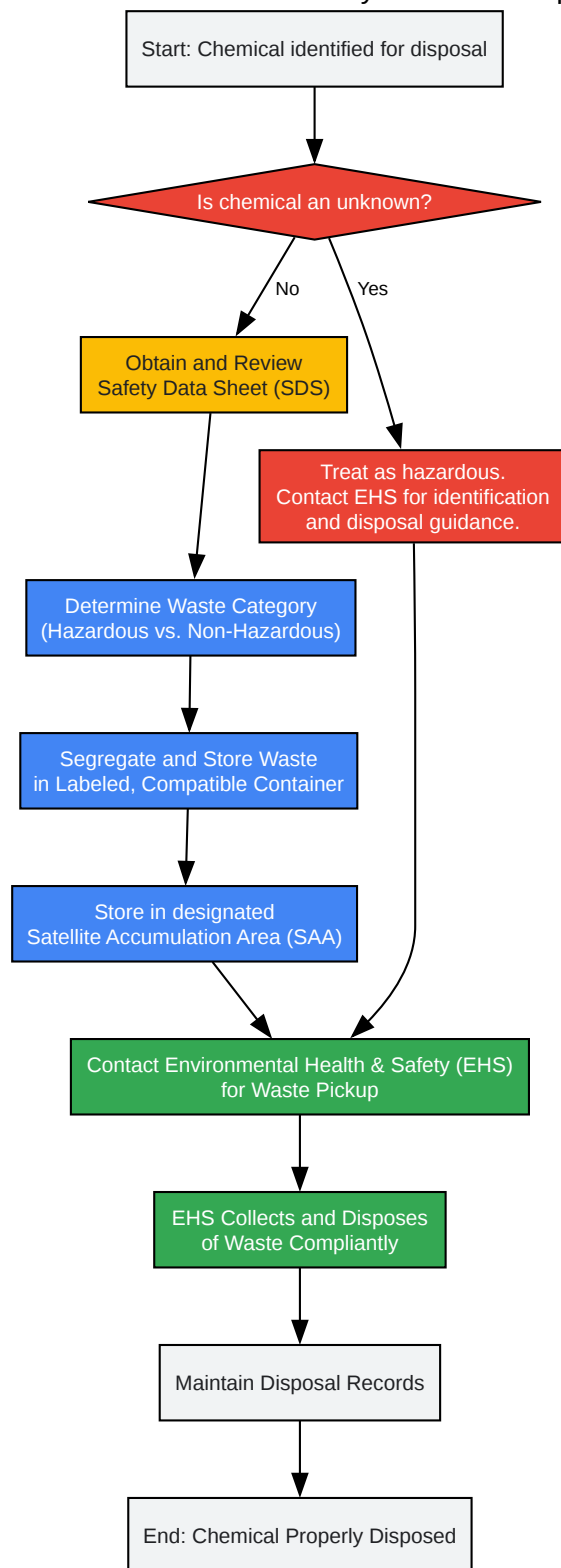 Start: Chemical identified for disposal
Is chemical an unknown?
No
Yes
Obtain and Review
Safety Data Sheet (SDS)
Treat as hazardous.
Contact EHS for identification
and disposal guidance.
Determine Waste Category
(Hazardous vs. Non-Hazardous)
Segregate and Store Waste
in Labeled, Compatible Container
Store in designated
Satellite Accumulation Area (SAA)
Contact Environmental Health & Safety (EHS)
for Waste Pickup
EHS Collects and Disposes
of Waste Compliantly
Maintain Disposal Records
End: Chemical Properly Disposed